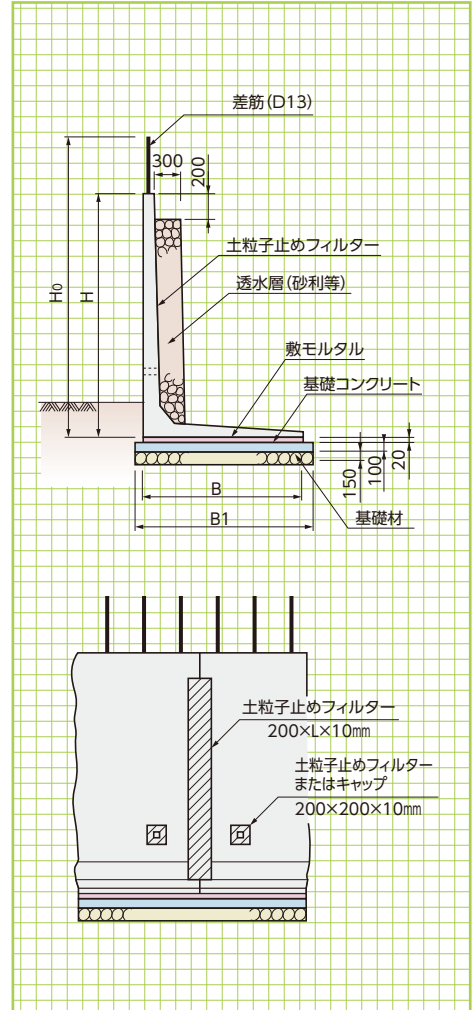 差筋(D13)
300
200
土粒子止めフィルター
透水層(砂利等)
H0
H
敷モルタル
基礎コンクリート
20
100
150
B
基礎材
B1
土粒子止めフィルター
200×L×10㎜
土粒子止めフィルター
またはキャップ
200×200×10㎜